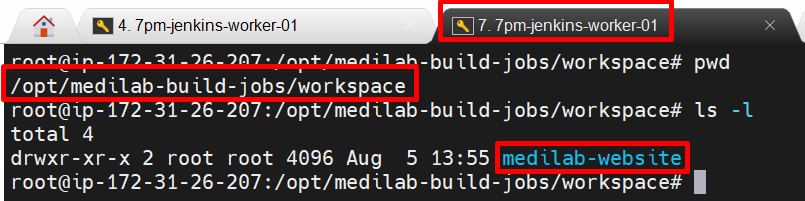 4. 7pm-jenkins-worker-01
7. 7pm-jenkins-worker-01
root@ip-172-31-26-207:/opt/medilab-build-jobs/workspace# pwd
/opt/medilab-build-jobs/workspace
root@ip-172-31-26-207:/opt/medilab-build-jobs/workspace# ls -l
total 4
drwxr-xr-x 2 root root 4096 Aug  5 13:55 medilab-website
root@ip-172-31-26-207:/opt/medilab-build-jobs/workspace#